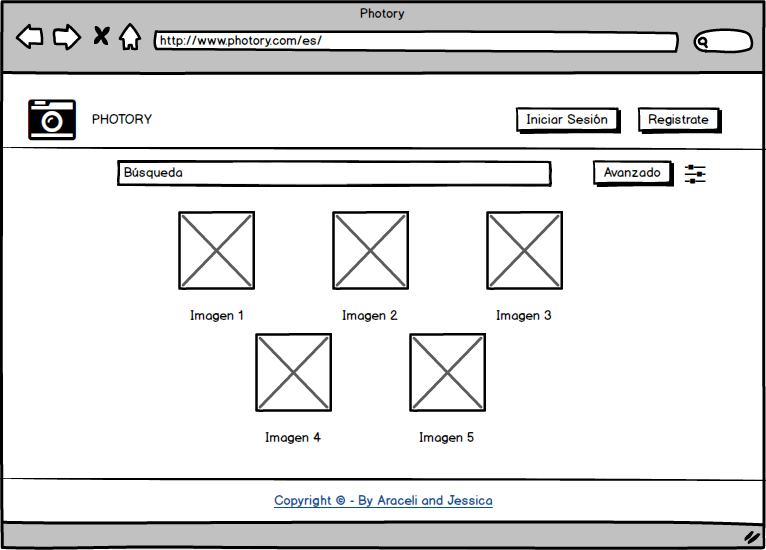 Photory
http://www.photory.com/es/
PHOTORY
Iniciar Sesión
Registrate
Búsqueda
Avanzado
Imagen 1
Imagen 2
Imagen 3
Imagen 4
Imagen 5
Copyright © - By Araceli and Jessica